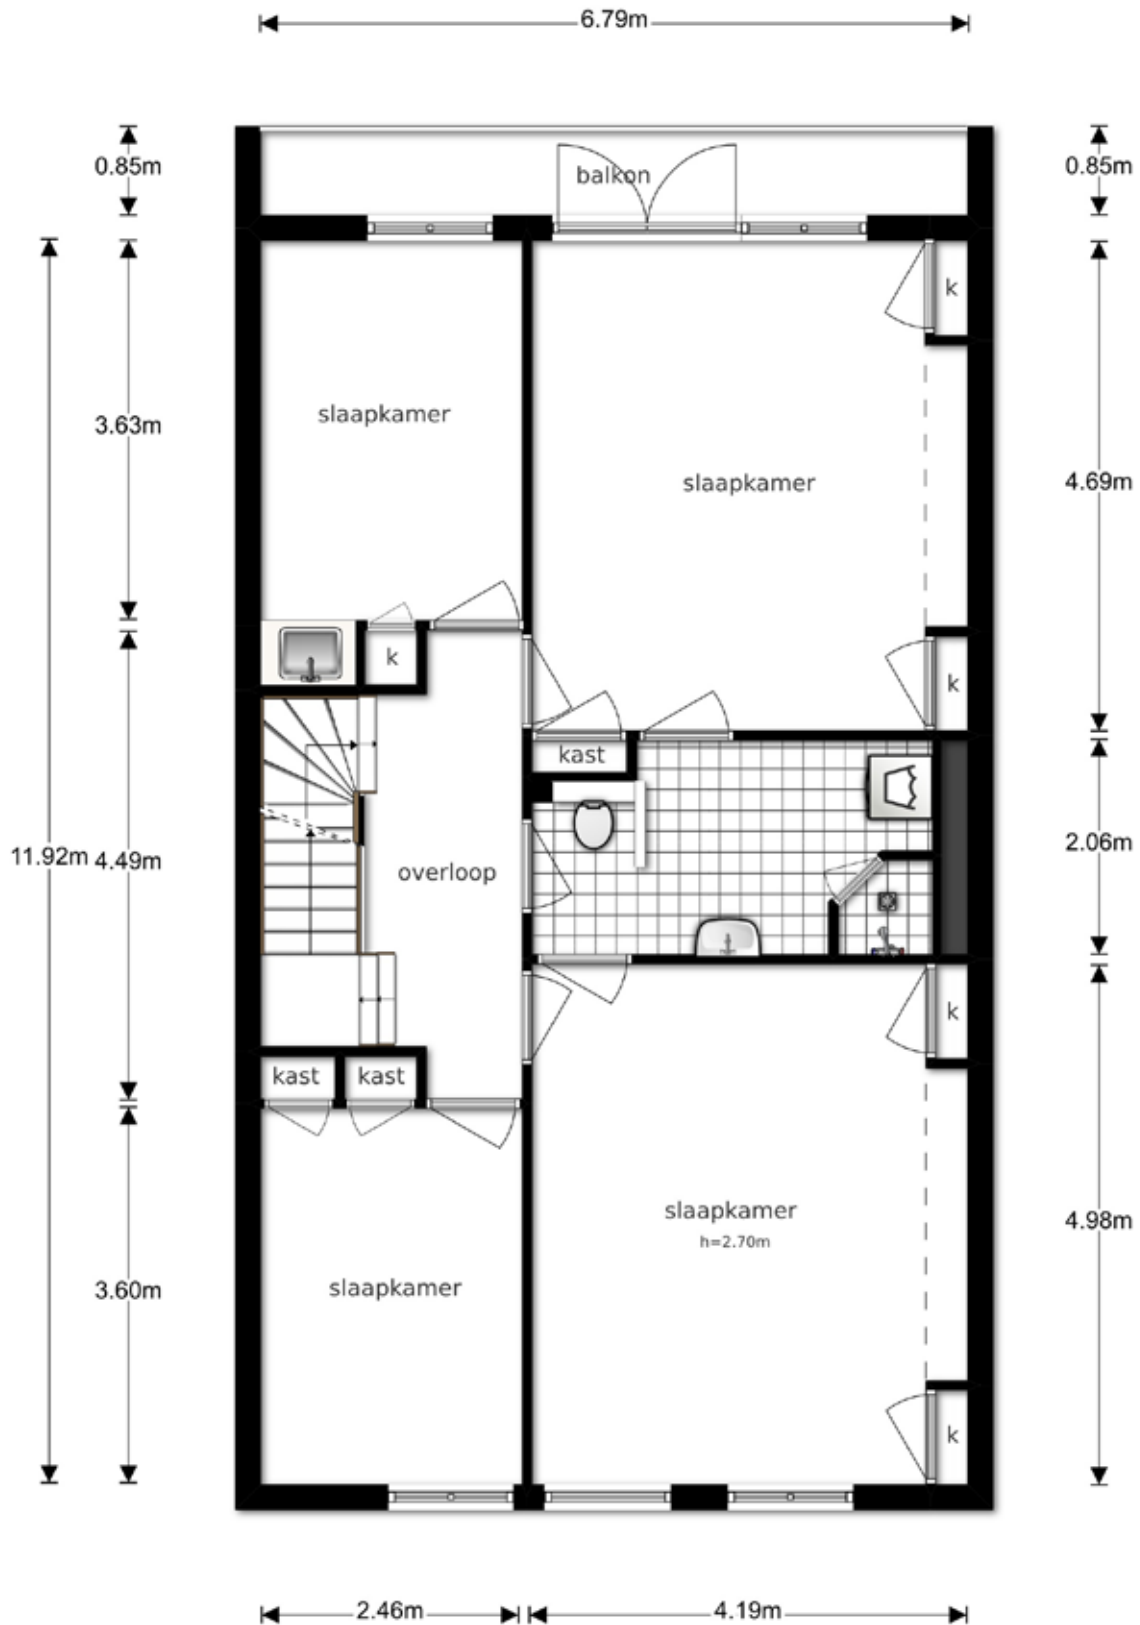 6.79m
0.85m
balkon
0.85m
k
slaapkamer
3.63m
slaapkamer
4.69m
k
k
kast
11.92m
4.49m
overloop
2.06m
k
kast
kast
slaapkamer
h=2.70m
4.98m
slaapkamer
3.60m
k
2.46m
4.19m